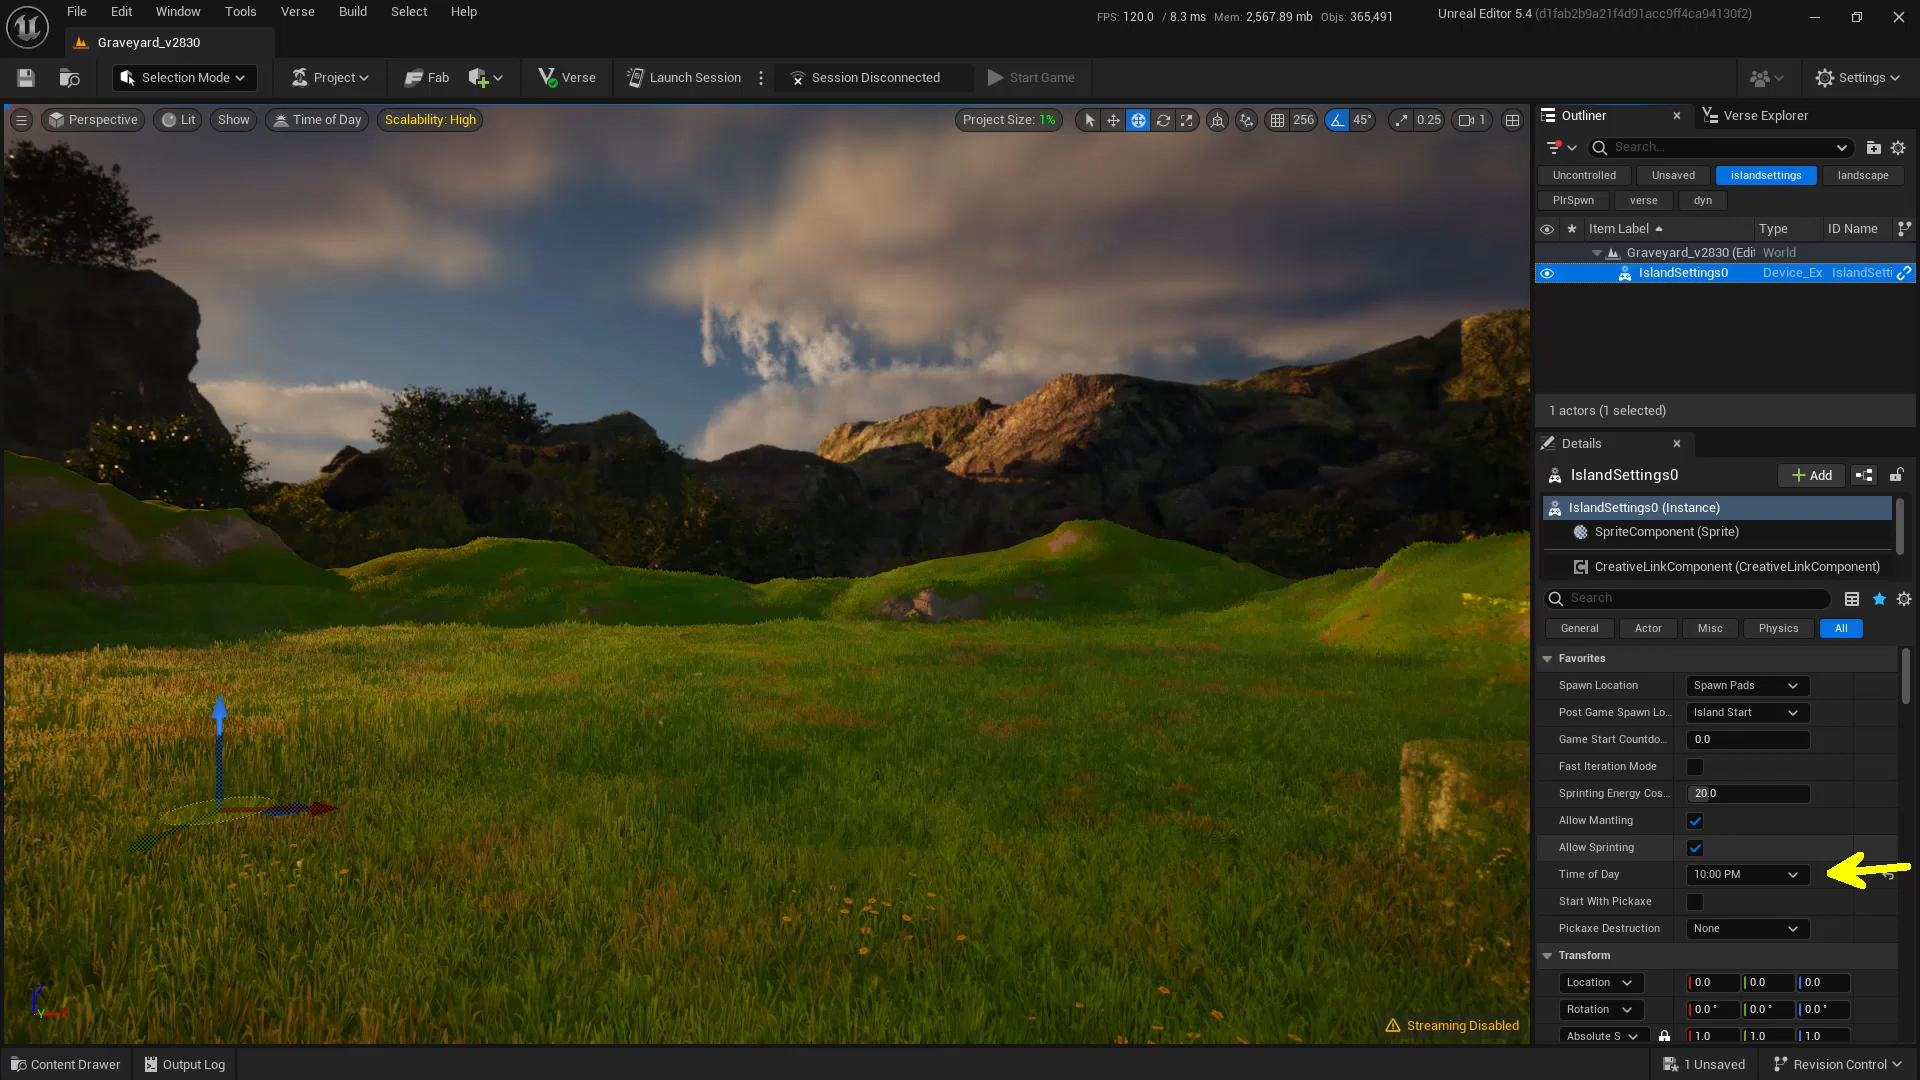 File Edit Window Tools Verse Build Select Help
FPS: 120.0 / 8.3 ms Mem: 2,567.89 mb Objs: 365,491
Unreal Editor 5.4 (d1fab2b9a21f4d91acc9ff4ca94130f2)
Graveyard_v2830
Selection Mode
Project
Fab
Verse
Launch Session
Session Disconnected
Start Game
Settings
Perspective
Lit
Show
Time of Day
Scalability: High
Project Size: 1%
256
45°
0.25
1
Outliner
Verse Explorer
Search...
Uncontrolled Unsaved islandsettings landscape
PlrSpwn verse dyn
Item Label Type ID Name
Graveyard_v2830 (Edit World
IslandSettings0 Device_Ex IslandSetti
1 actors (1 selected)
Details
IslandSettings0
Add
IslandSettings0 (Instance)
SpriteComponent (Sprite)
CreativeLinkComponent (CreativeLinkComponent)
Search
General Actor Misc Physics All
Favorites
Spawn Location Spawn Pads
Post Game Spawn Lo... Island Start
Game Start Countdo... 0.0
Fast Iteration Mode
Sprinting Energy Cos... 20.0
Allow Mantling
Allow Sprinting
Time of Day 10:00 PM
Start With Pickaxe
Pickaxe Destruction None
Transform
Location 0.0 0.0 0.0
Rotation 0.0 ° 0.0 ° 0.0 °
Absolute S 1.0 1.0 1.0
Streaming Disabled
Z
Y X
Content Drawer
Output Log
1 Unsaved
Revision Control